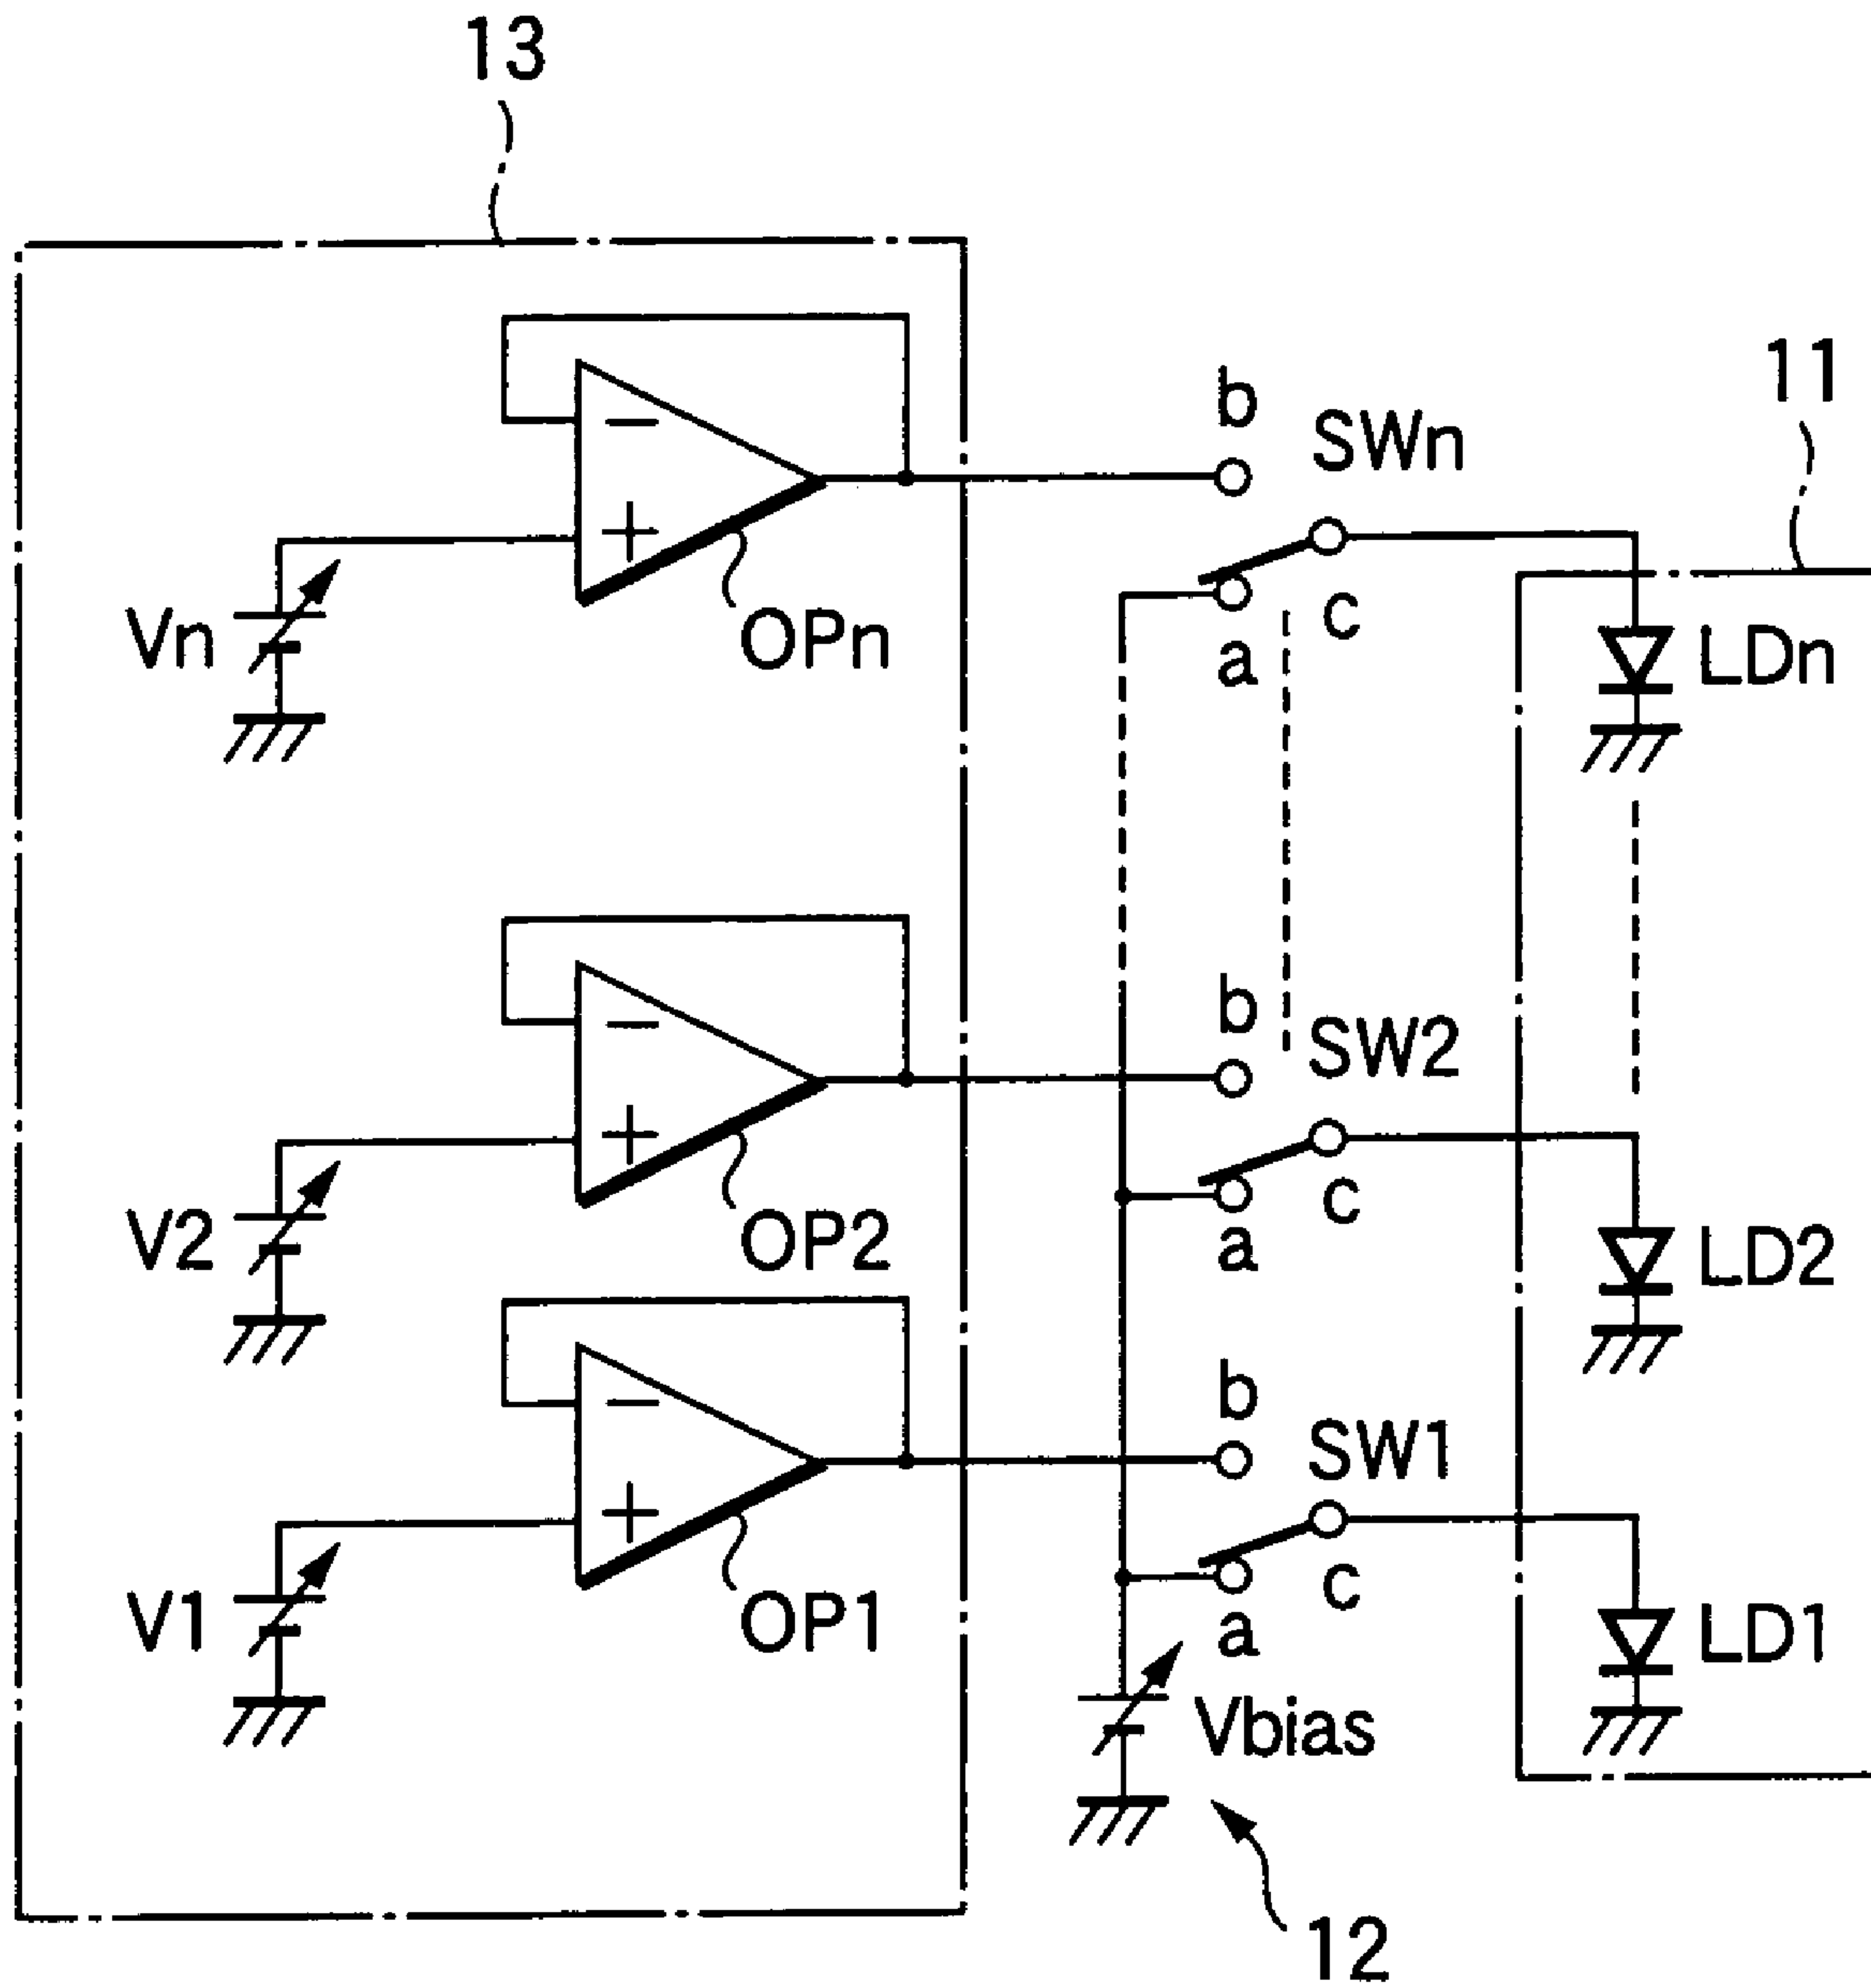 13
11
b
SWn
−
+
c
Vn
OPn
a
LDn
b
SW2
−
+
c
V2
OP2
a
LD2
b
SW1
−
+
c
V1
OP1
a
LD1
Vbias
12